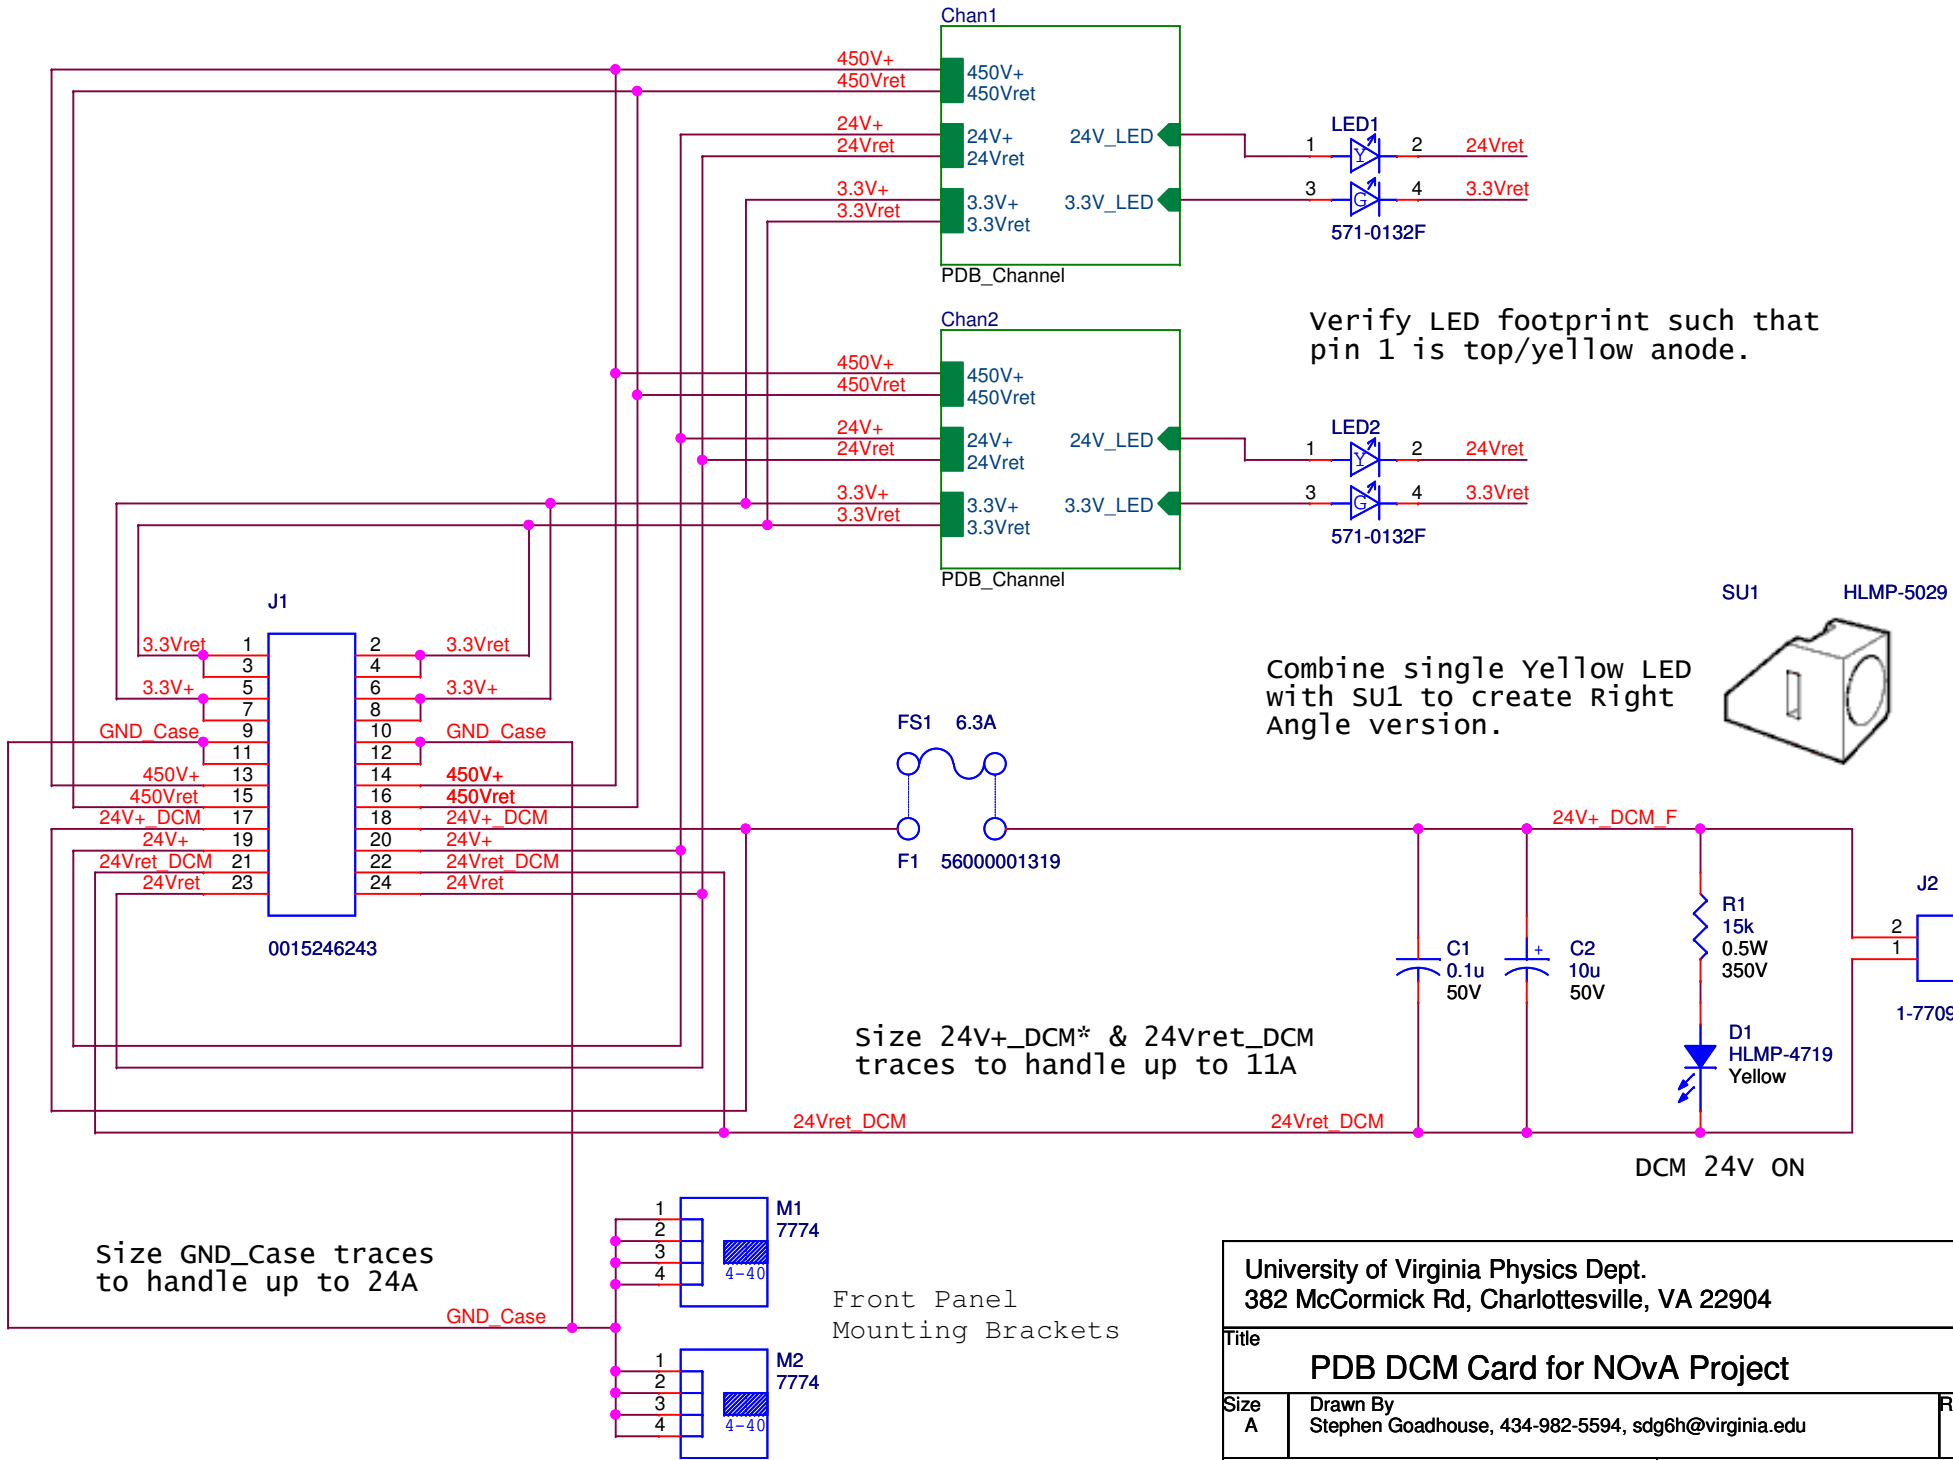 Chan1
450V+
450Vret
24V+
24Vret
3.3V+
3.3Vret
450V+
450Vret
24V+
24Vret
3.3V+
3.3Vret
24V_LED
3.3V_LED
PDB_Channel
LED1
1 Y 2 24Vret
3 G 4 3.3Vret
571-0132F
Verify LED footprint such that
pin 1 is top/yellow anode.
Chan2
450V+
450Vret
24V+
24Vret
3.3V+
3.3Vret
450V+
450Vret
24V+
24Vret
3.3V+
3.3Vret
24V_LED
3.3V_LED
PDB_Channel
LED2
1 Y 2 24Vret
3 G 4 3.3Vret
571-0132F
SU1 HLMP-5029
Combine single Yellow LED
with SU1 to create Right
Angle version.
J1
3.3Vret 1 2 3.3Vret
3 4
3.3V+ 5 6 3.3V+
7 8
GND_Case 9 10 GND_Case
11 12
450V+ 13 14 450V+
450Vret 15 16 450Vret
24V+_DCM 17 18 24V+_DCM
24V+ 19 20 24V+
24Vret_DCM 21 22 24Vret_DCM
24Vret 23 24 24Vret
0015246243
FS1 6.3A
F1 56000001319
24V+_DCM_F
C1
0.1u
50V
+ C2
10u
50V
R1
15k
0.5W
350V
D1
HLMP-4719
Yellow
J2
2
1
1-7709
Size 24V+_DCM* & 24Vret_DCM
traces to handle up to 11A
24Vret_DCM 24Vret_DCM
DCM 24V ON
Size GND_Case traces
to handle up to 24A
GND_Case
1
2
3
4
M1
7774
4-40
Front Panel
Mounting Brackets
1
2
3
4
M2
7774
4-40
University of Virginia Physics Dept.
382 McCormick Rd, Charlottesville, VA 22904
Title
PDB DCM Card for NOvA Project
Size
A
Drawn By
Stephen Goadhouse, 434-982-5594, sdg6h@virginia.edu
R